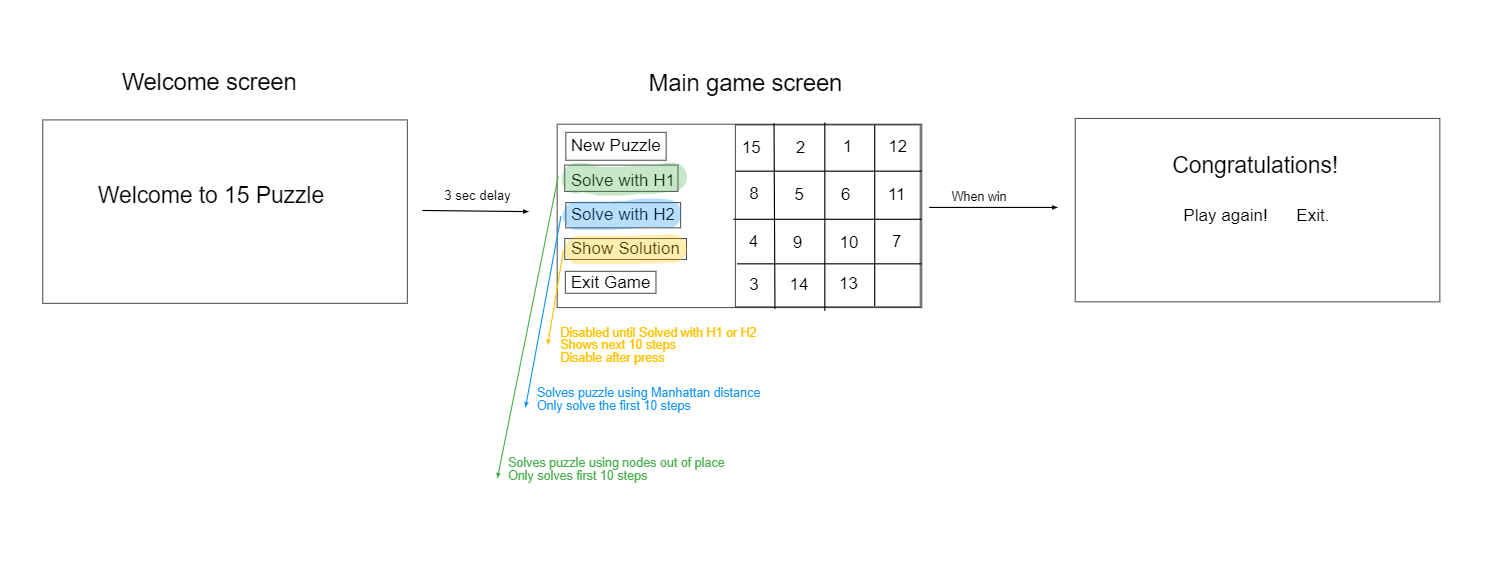 Welcome screen
Welcome to 15 Puzzle
3 sec delay
Main game screen
New Puzzle
Solve with H1
Solve with H2
Show Solution
Exit Game
15 2 1 12
8 5 6 11
4 9 10 7
3 14 13
Disabled until Solved with H1 or H2
Shows next 10 steps
Disable after press
Solves puzzle using Manhattan distance
Only solve the first 10 steps
Solves puzzle using nodes out of place
Only solves first 10 steps
When win
Congratulations!
Play again! Exit.